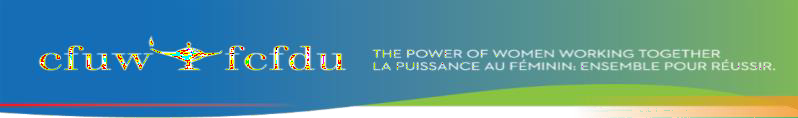 cfuw fcfdu
THE POWER OF WOMEN WORKING TOGETHER
LA PUISSANCE AU FÉMININ: ENSEMBLE POUR RÉUSSIR.